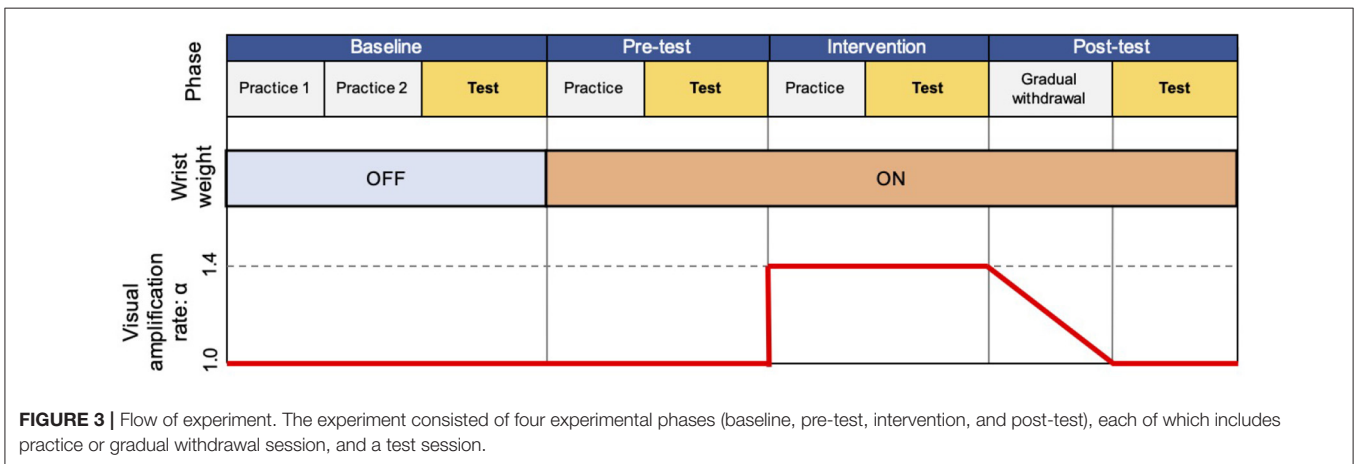 Phase
Baseline Pre-test Intervention Post-test
Practice 1 Practice 2 Test Practice Test Practice Test Gradual withdrawal Test
Wrist weight
OFF ON
Visual amplification rate: α
1.4
1.0
FIGURE 3 | Flow of experiment. The experiment consisted of four experimental phases (baseline, pre-test, intervention, and post-test), each of which includes
practice or gradual withdrawal session, and a test session.